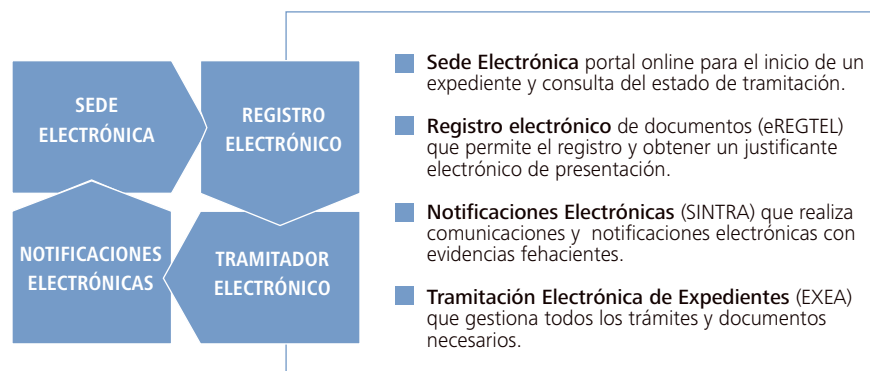 SEDE
ELECTRÓNICA
REGISTRO
ELECTRÓNICO
NOTIFICACIONES
ELECTRÓNICAS
TRAMITADOR
ELECTRÓNICO
Sede Electrónica portal online para el inicio de un
expediente y consulta del estado de tramitación.
Registro electrónico de documentos (eREGTEL)
que permite el registro y obtener un justificante
electrónico de presentación.
Notificaciones Electrónicas (SINTRA) que realiza
comunicaciones y notificaciones electrónicas con
evidencias fehacientes.
Tramitación Electrónica de Expedientes (EXEA)
que gestiona todos los trámites y documentos
necesarios.